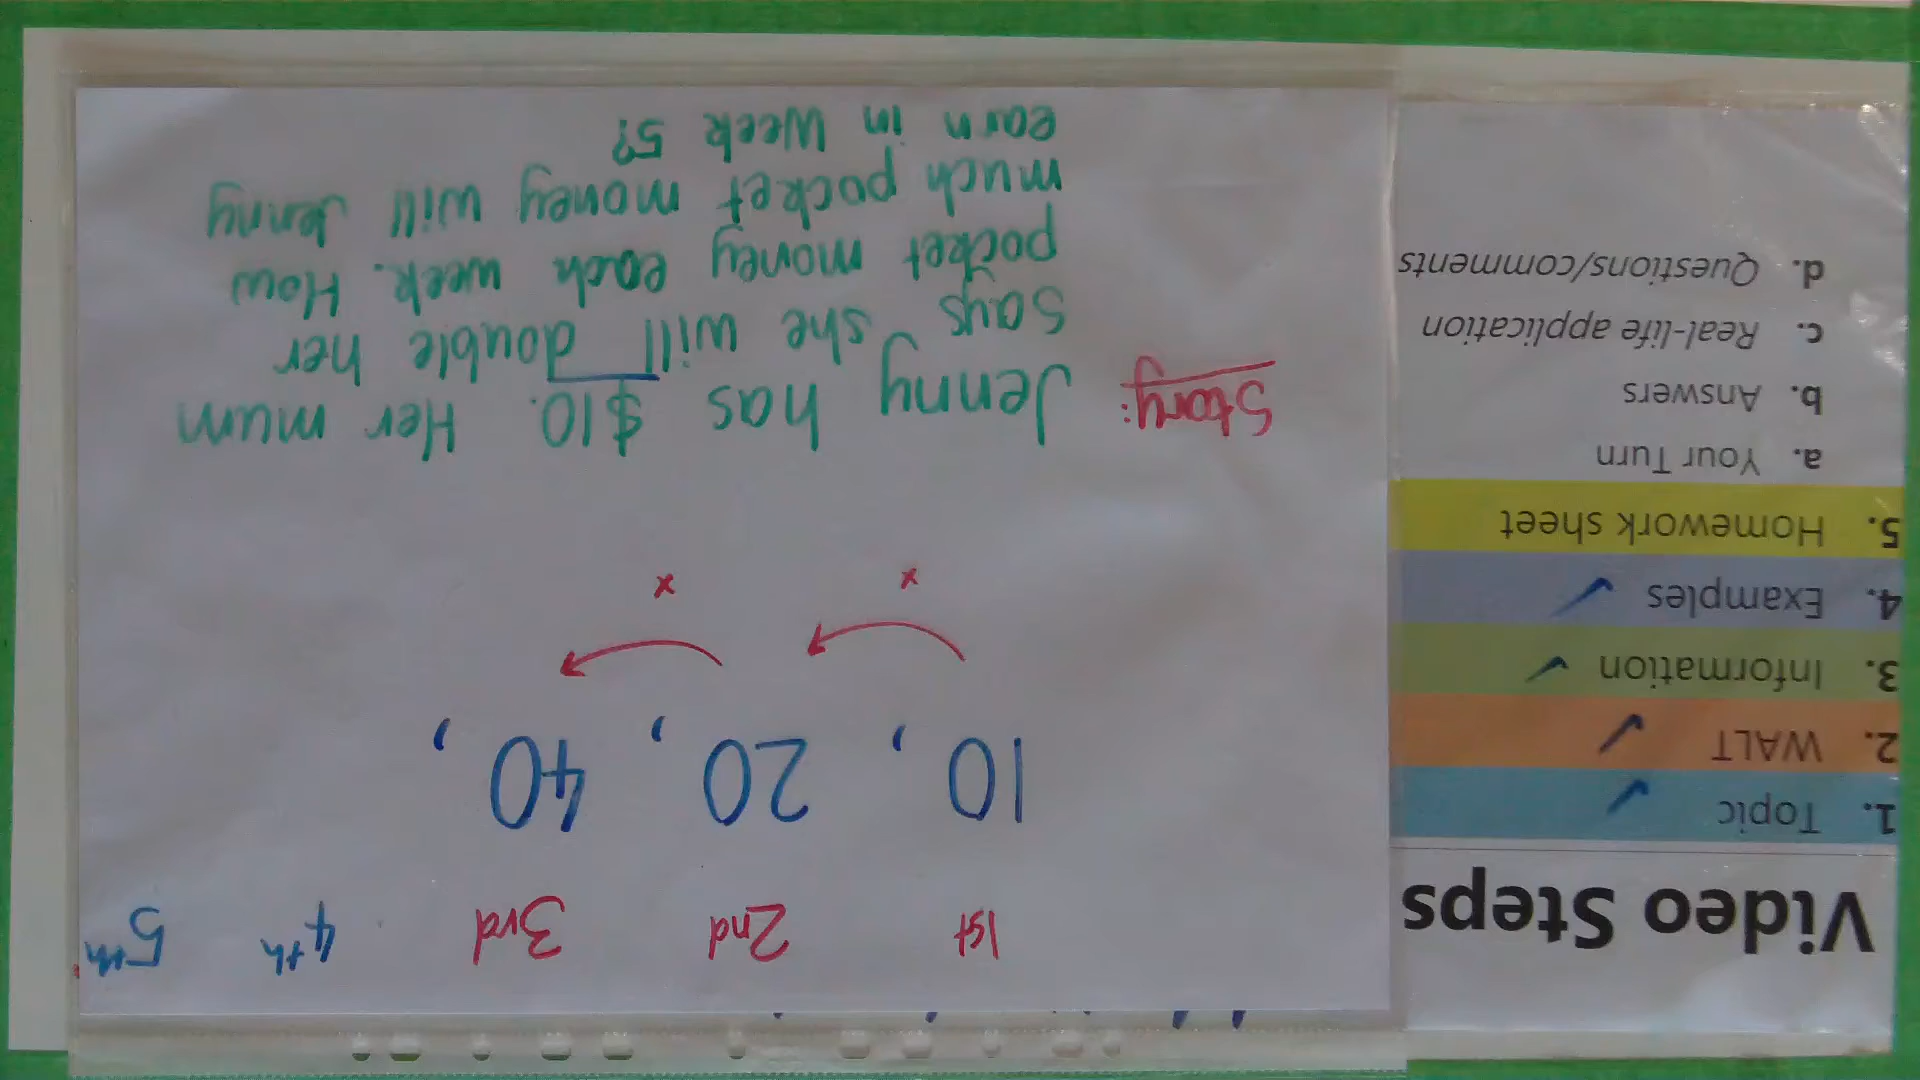 Video Steps
1. Topic ✓
2. WALT ✓
3. Information ✓
4. Examples ✓
5. Homework sheet
a. Your Turn
b. Answers
c. Real-life application
d. Questions/comments
1st 2nd 3rd 4th 5th
10, 20, 40,
x x
Story: Jenny has $10. Her mum
says she will double her
pocket money each week. How
much pocket money will Jenny
earn in Week 5?